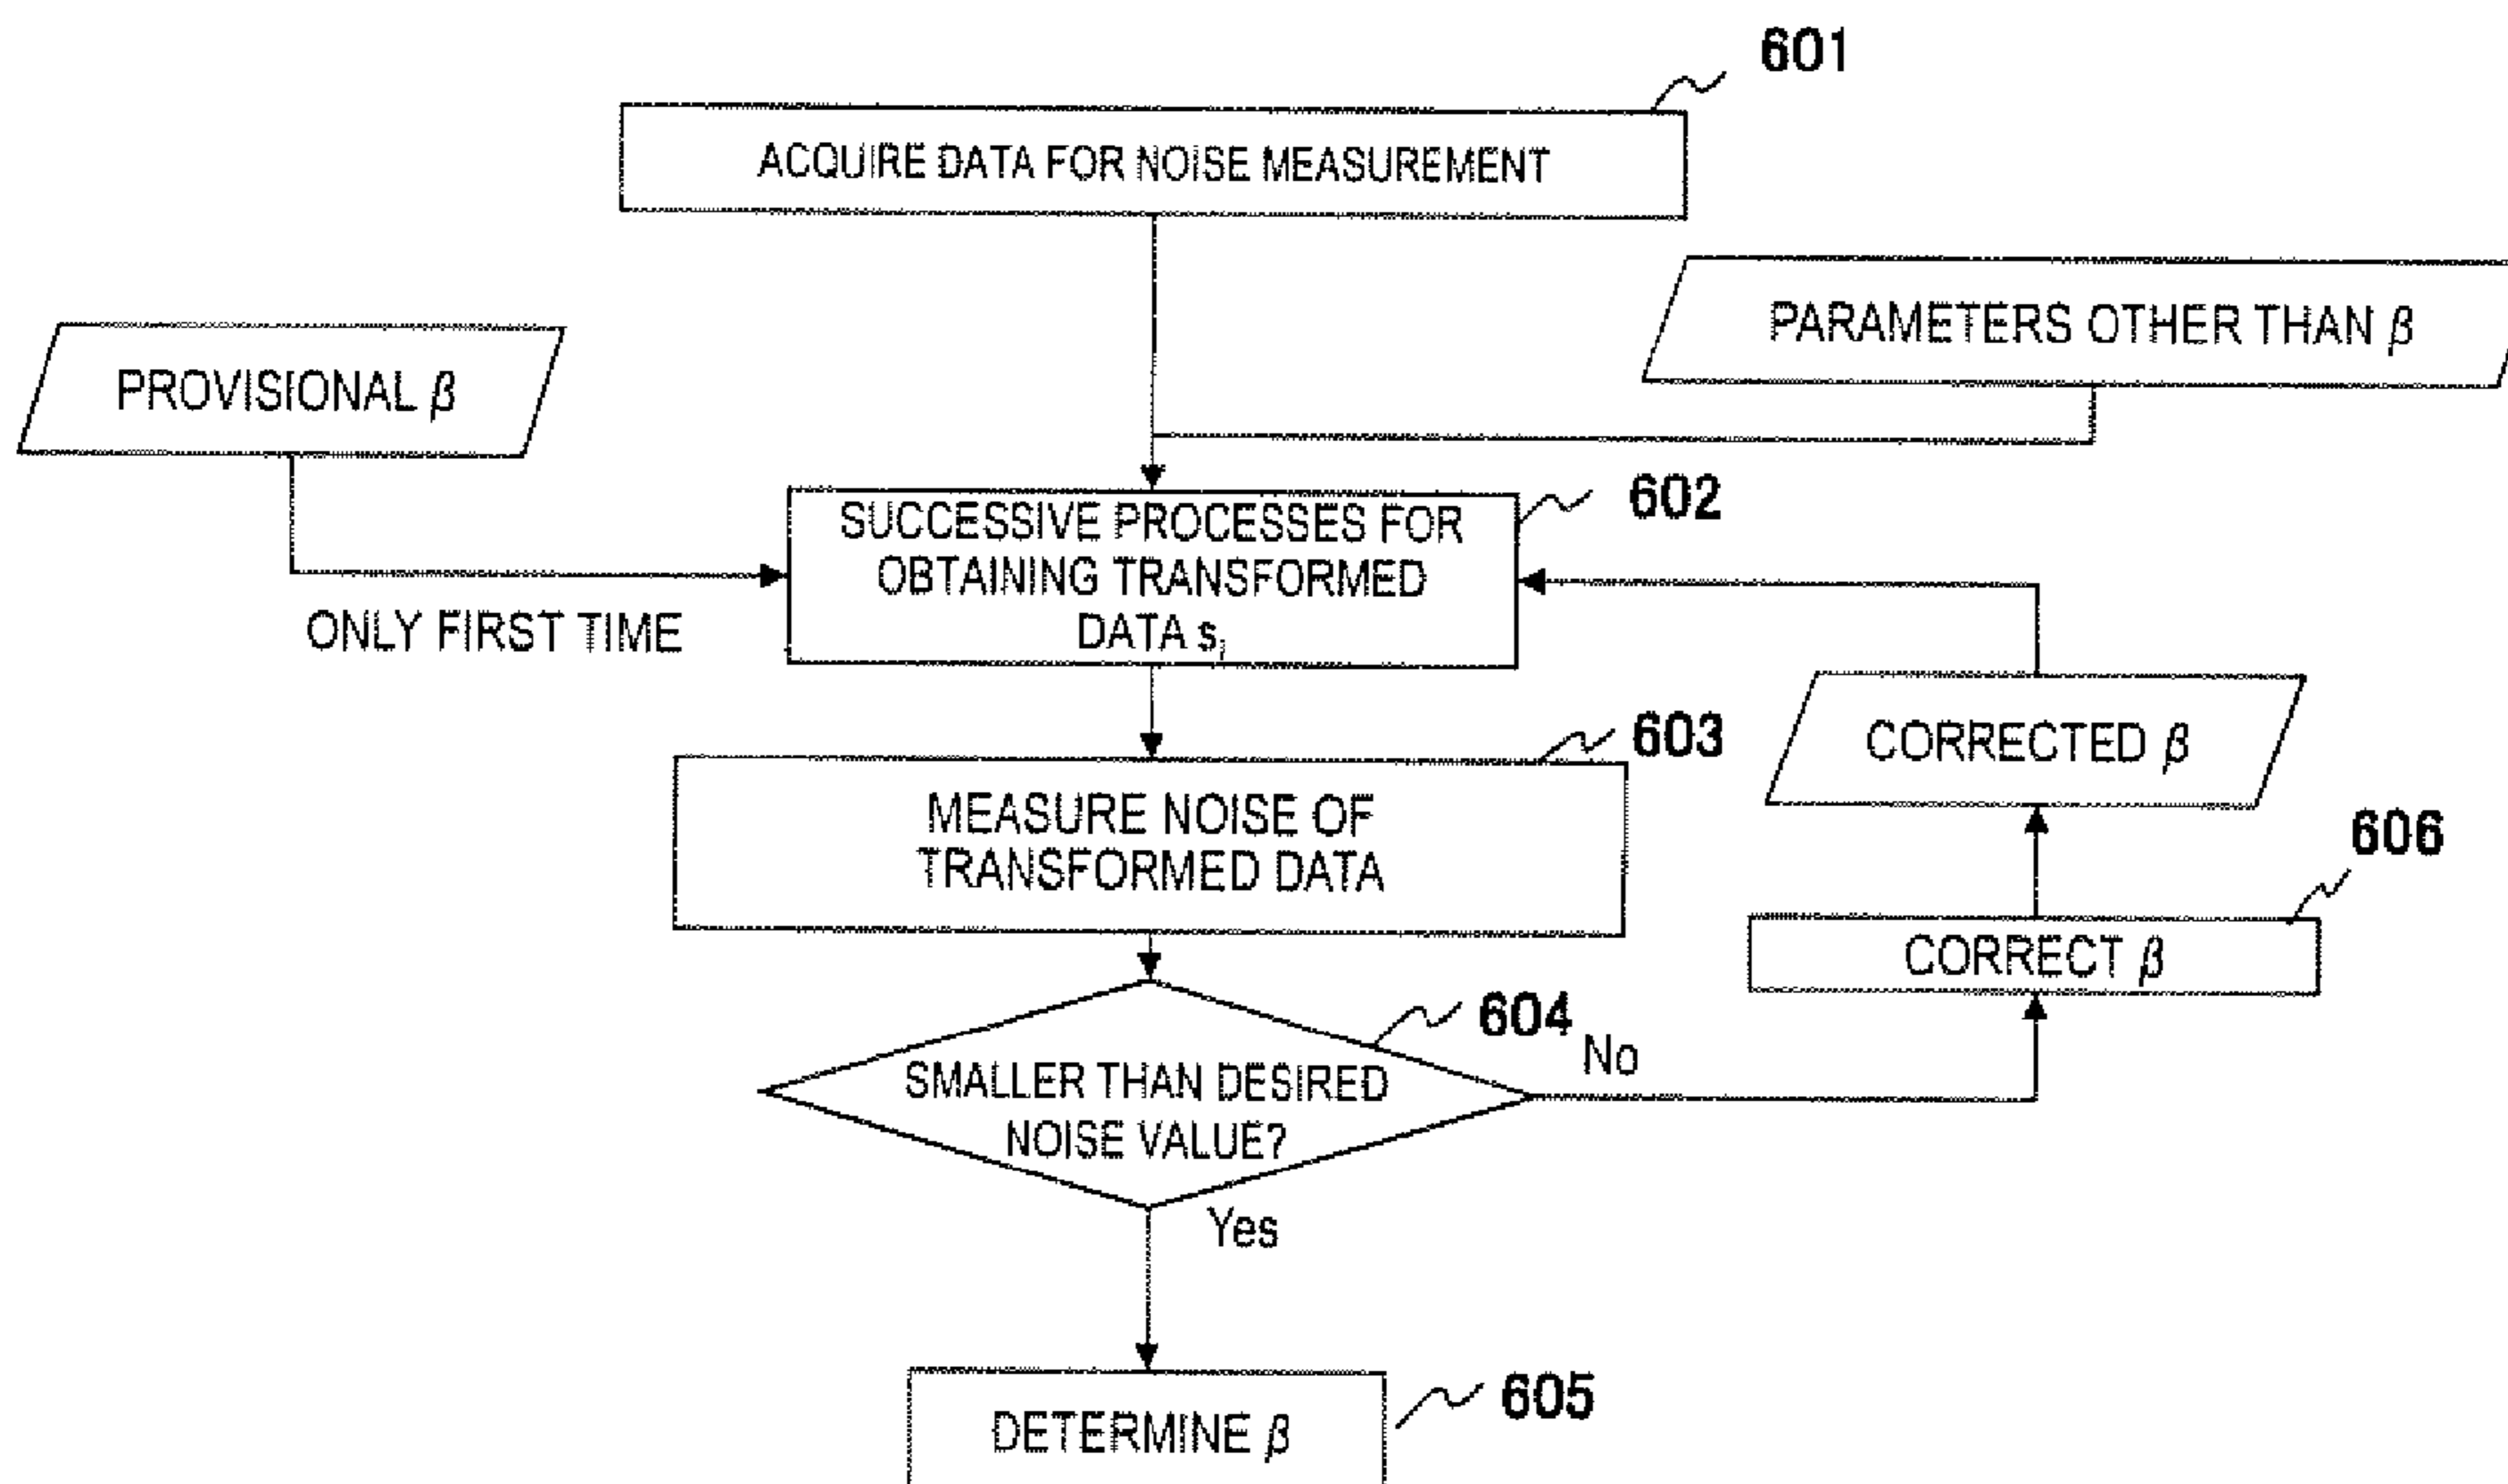 601
ACQUIRE DATA FOR NOISE MEASUREMENT
PARAMETERS OTHER THAN β
PROVISIONAL β
602
SUCCESSIVE PROCESSES FOR
OBTAINING TRANSFORMED
DATA sᵢ
ONLY FIRST TIME
603
MEASURE NOISE OF
TRANSFORMED DATA
CORRECTED β
606
CORRECT β
604
No
SMALLER THAN DESIRED
NOISE VALUE?
Yes
605
DETERMINE β